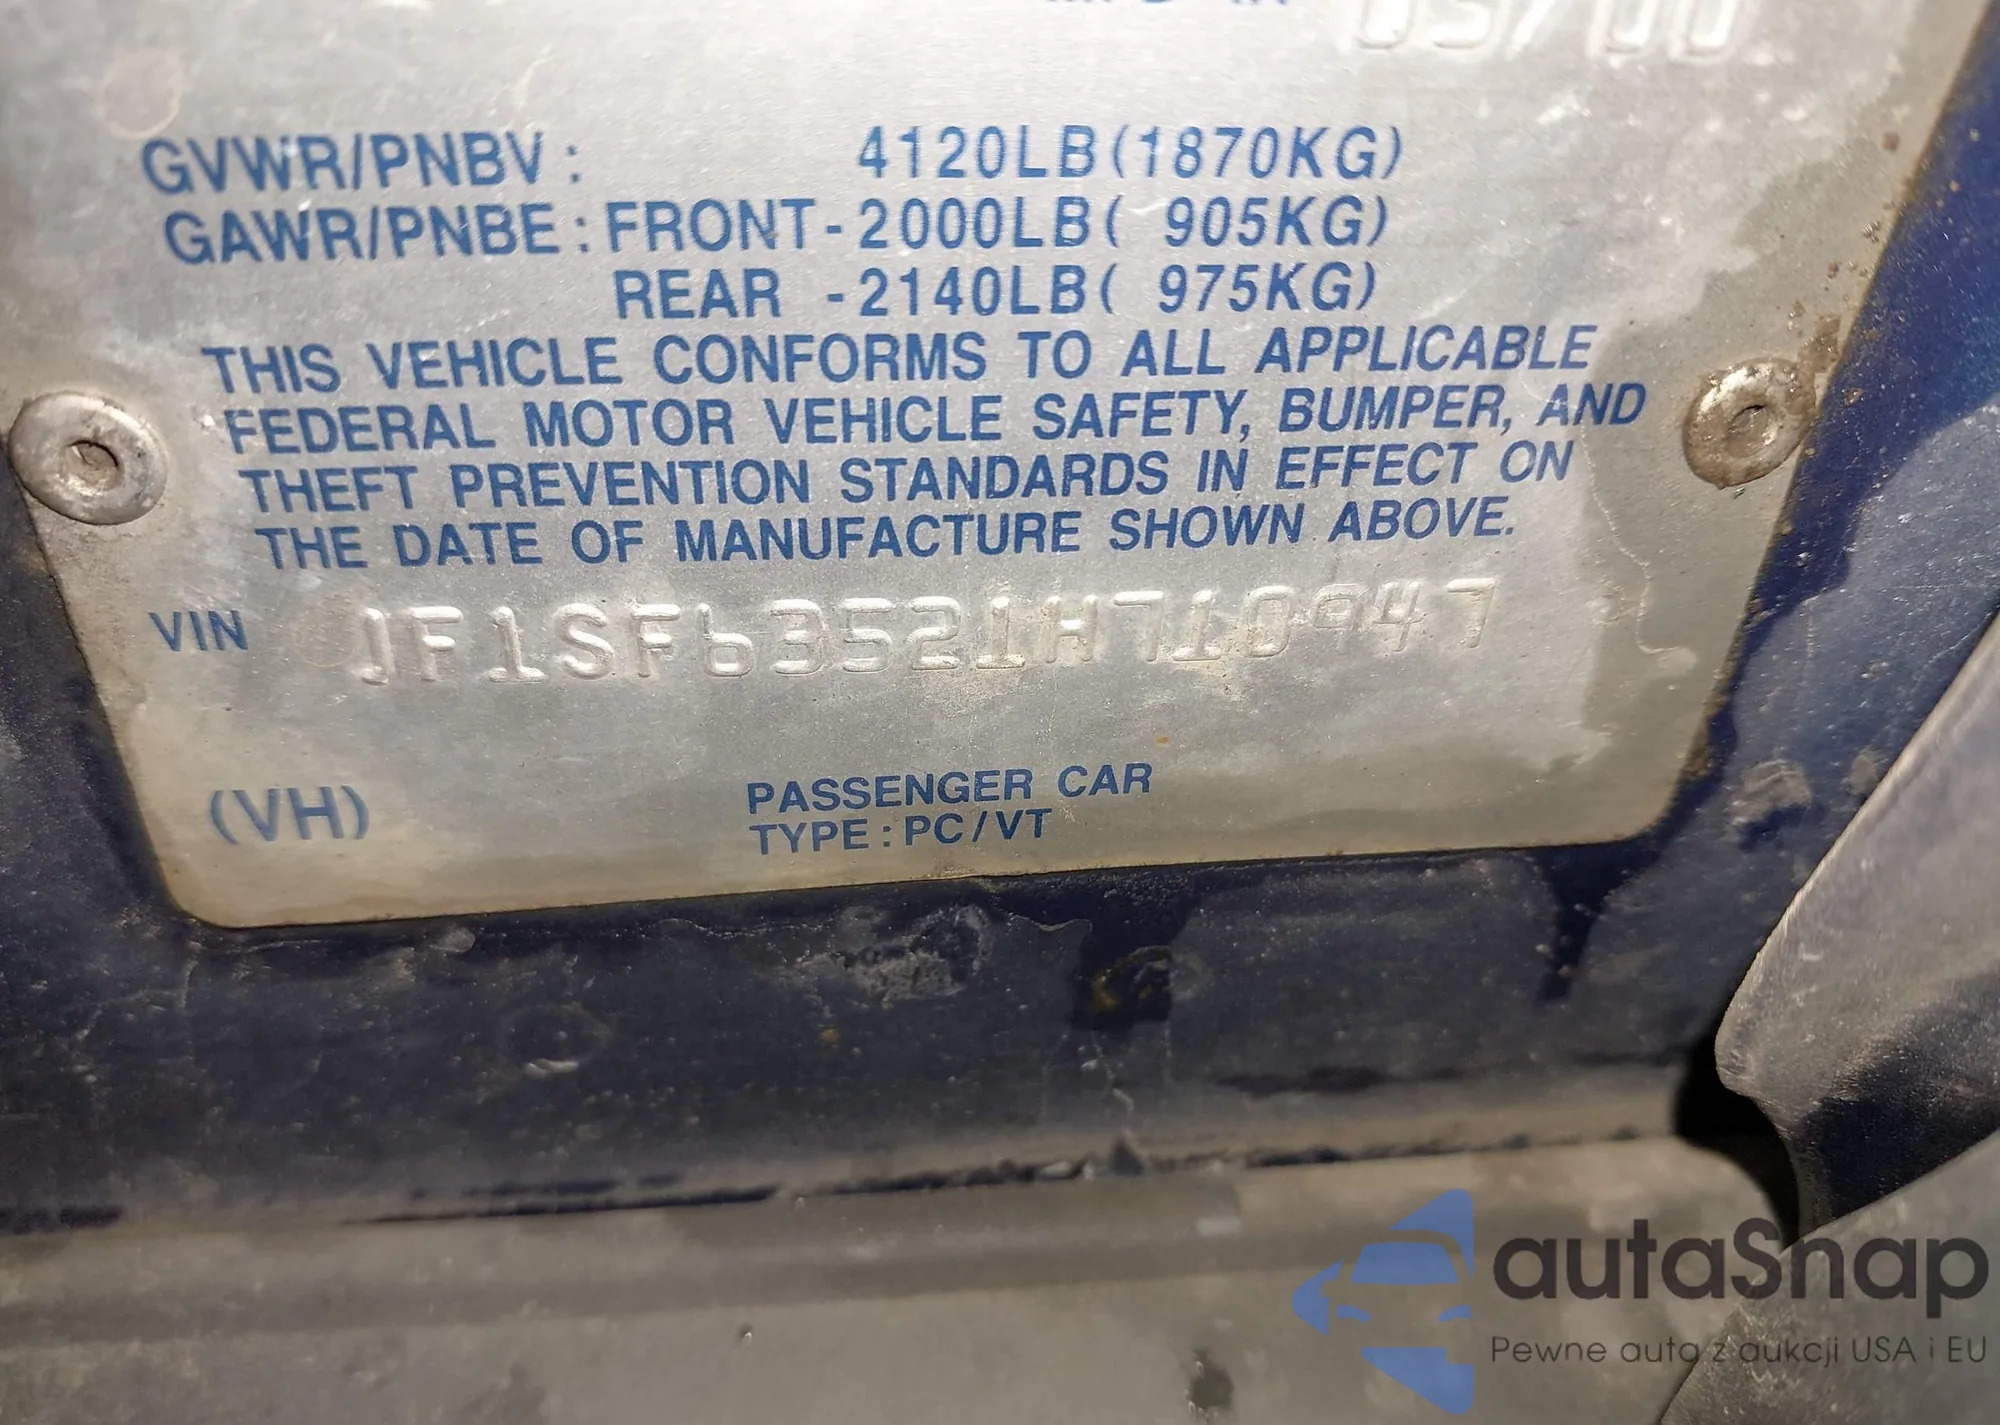 GVWR/PNBV : 4120LB(1870KG)
GAWR/PNBE : FRONT-2000LB( 905KG)
REAR -2140LB( 975KG)
THIS VEHICLE CONFORMS TO ALL APPLICABLE
FEDERAL MOTOR VEHICLE SAFETY, BUMPER, AND
THEFT PREVENTION STANDARDS IN EFFECT ON
THE DATE OF MANUFACTURE SHOWN ABOVE.
VIN JF1SF63521H710947
(VH) PASSENGER CAR
TYPE : PC/VT
autaSnap
Pewne auta z aukcji USA i EU